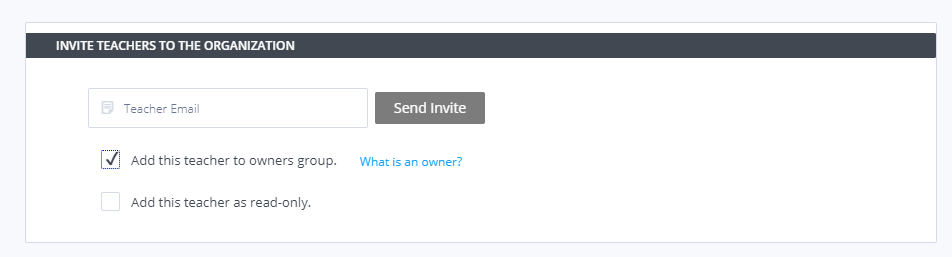 INVITE TEACHERS TO THE ORGANIZATION
Teacher Email
Send Invite
Add this teacher to owners group. What is an owner?
Add this teacher as read-only.